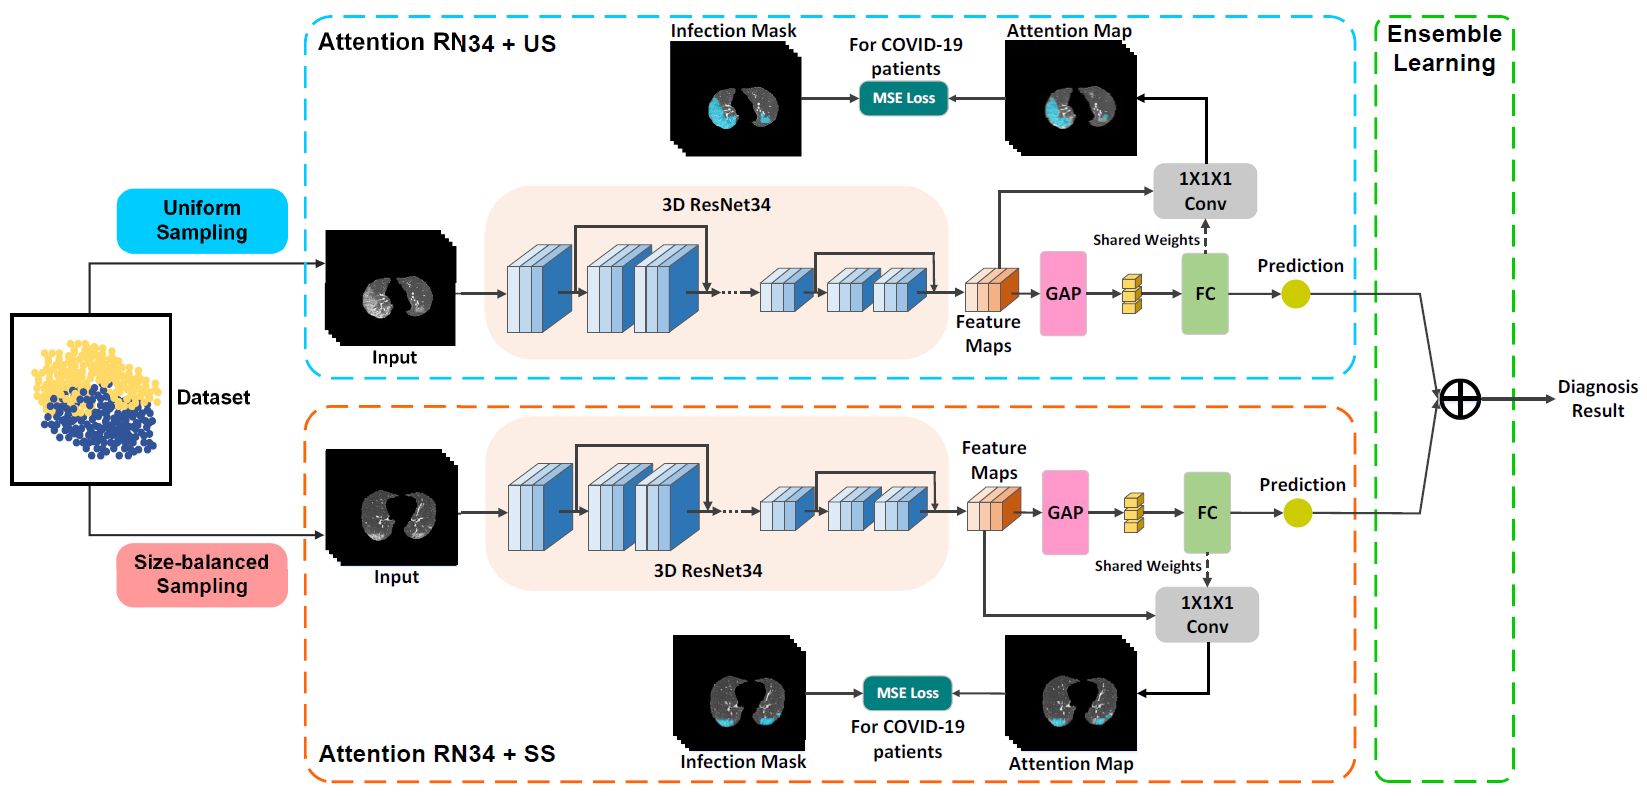 Attention RN34 + US
Infection Mask
For COVID-19
patients
MSE Loss
Attention Map
Ensemble
Learning
Uniform
Sampling
3D ResNet34
1X1X1
Conv
Shared Weights
Input
Feature
Maps
GAP
FC
Prediction
Dataset
Diagnosis
Result
Size-balanced
Sampling
Input
3D ResNet34
Feature
Maps
GAP
FC
Prediction
Shared Weights
1X1X1
Conv
Attention RN34 + SS
Infection Mask
MSE Loss
For COVID-19
patients
Attention Map